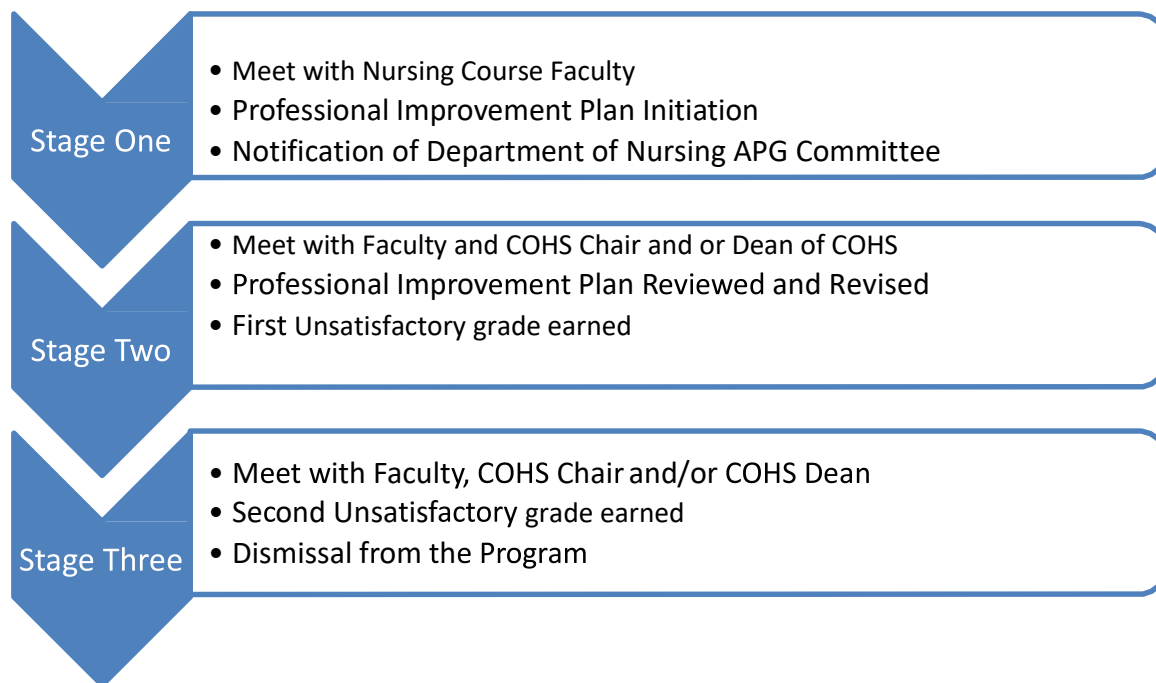 Stage One
• Meet with Nursing Course Faculty
• Professional Improvement Plan Initiation
• Notification of Department of Nursing APG Committee
Stage Two
• Meet with Faculty and COHS Chair and or Dean of COHS
• Professional Improvement Plan Reviewed and Revised
• First Unsatisfactory grade earned
Stage Three
• Meet with Faculty, COHS Chair and/or COHS Dean
• Second Unsatisfactory grade earned
• Dismissal from the Program